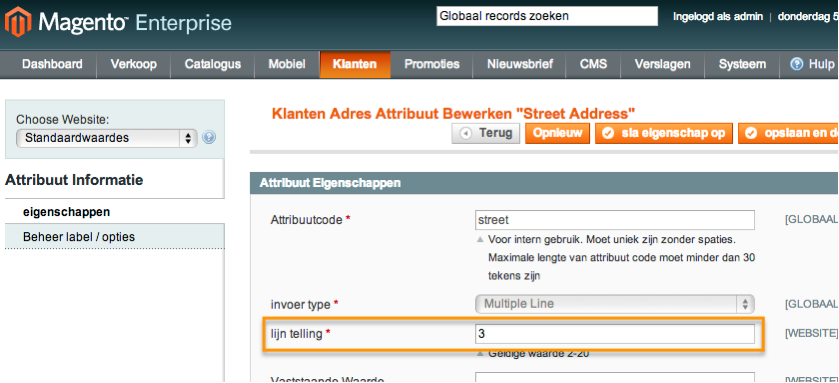 Magento Enterprise
Globaal records zoeken
Ingelogd als admin | donderdag 5
Dashboard Verkoop Catalogus Mobiel Klanten Promoties Nieuwsbrief CMS Verslagen Systeem Hulp
Choose Website:
Standaardwaardes
Attribuut Informatie
eigenschappen
Beheer label / opties
Klanten Adres Attribuut Bewerken "Street Address"
Terug Opnieuw sla eigenschap op opslaan en d
Attribuut Eigenschappen
Attribuutcode * street [GLOBAAL
Voor intern gebruik. Moet uniek zijn zonder spaties.
Maximale lengte van attribuut code moet minder dan 30
tekens zijn
invoer type * Multiple Line [GLOBAAL
lijn telling * 3 [WEBSITE]
Geldige waarde 2-20
Vaststaande Waarde [WEBSITE]